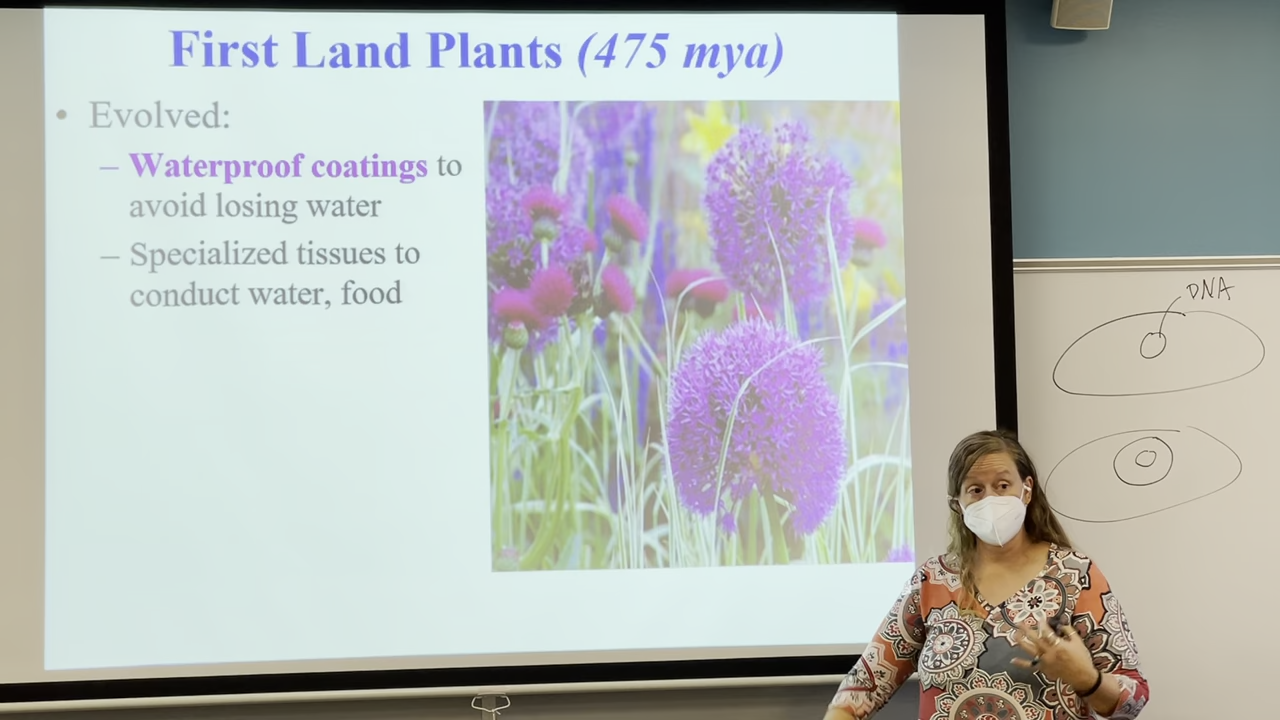 First Land Plants (475 mya)
• Evolved:
– Waterproof coatings to
avoid losing water
– Specialized tissues to
conduct water, food
DNA